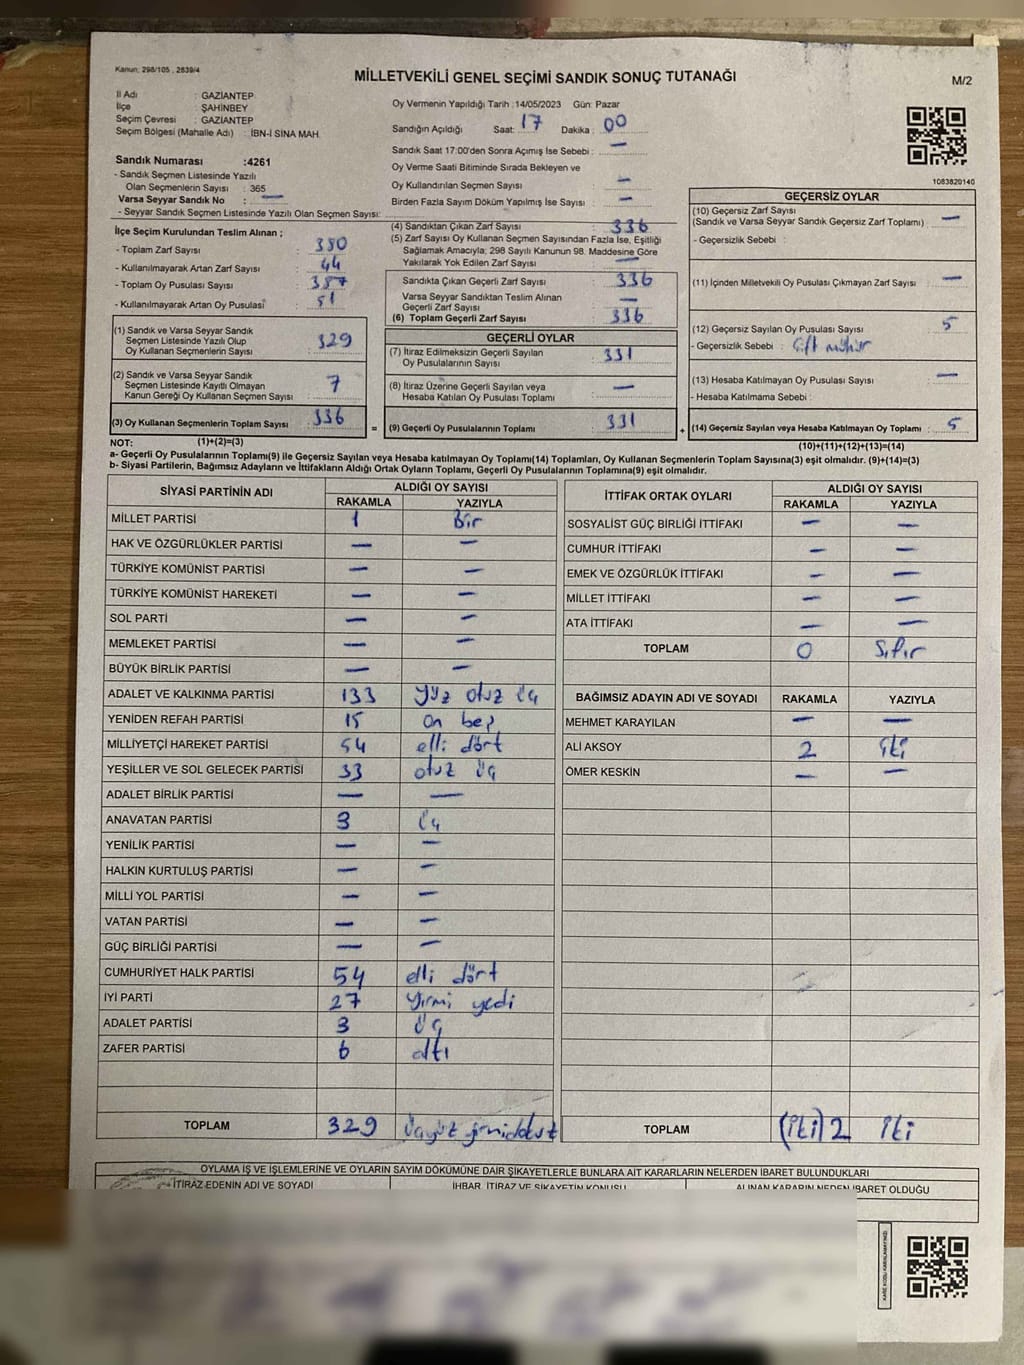 Kanun: 298/105 , 2839/4
MİLLETVEKİLİ GENEL SEÇİMİ SANDIK SONUÇ TUTANAĞI
M/2
İl Adı : GAZİANTEP
İlçe : ŞAHİNBEY
Seçim Çevresi : GAZİANTEP
Seçim Bölgesi (Mahalle Adı) : İBN-İ SİNA MAH.
Sandık Numarası :4261
- Sandık Seçmen Listesinde Yazılı
Olan Seçmenlerin Sayısı : 365
Varsa Seyyar Sandık No : —
- Seyyar Sandık Seçmen Listesinde Yazılı Olan Seçmen Sayısı:
İlçe Seçim Kurulundan Teslim Alınan ;
- Toplam Zarf Sayısı : 380
- Kullanılmayarak Artan Zarf Sayısı : 44
- Toplam Oy Pusulası Sayısı : 387
- Kullanılmayarak Artan Oy Pusulası : 51
(1) Sandık ve Varsa Seyyar Sandık
Seçmen Listesinde Yazılı Olup
Oy Kullanan Seçmenlerin Sayısı : 329
(2) Sandık ve Varsa Seyyar Sandık
Seçmen Listesinde Kayıtlı Olmayan
Kanun Gereği Oy Kullanan Seçmen Sayısı : 7
(3) Oy Kullanan Seçmenlerin Toplam Sayısı : 336
Oy Vermenin Yapıldığı Tarih :14/05/2023 Gün: Pazar
Sandığın Açıldığı Saat: 17 Dakika : 00
Sandık Saat 17:00'den Sonra Açımış İse Sebebi : —
Oy Verme Saati Bitiminde Sırada Bekleyen ve
Oy Kullandırılan Seçmen Sayısı : —
Birden Fazla Sayım Döküm Yapılmış İse Sayısı : —
(4) Sandıktan Çıkan Zarf Sayısı : 336
(5) Zarf Sayısı Oy Kullanan Seçmen Sayısından Fazla İse, Eşitliği
Sağlamak Amacıyla; 298 Sayılı Kanunun 98. Maddesine Göre
Yakılarak Yok Edilen Zarf Sayısı : —
Sandıkta Çıkan Geçerli Zarf Sayısı : 336
Varsa Seyyar Sandıktan Teslim Alınan
Geçerli Zarf Sayısı : —
(6) Toplam Geçerli Zarf Sayısı : 336
GEÇERLİ OYLAR
(7) İtiraz Edilmeksizin Geçerli Sayılan
Oy Pusulalarının Sayısı : 331
(8) İtiraz Üzerine Geçerli Sayılan veya
Hesaba Katılan Oy Pusulası Toplamı : —
= (9) Geçerli Oy Pusulalarının Toplamı : 331 +
1083820140
GEÇERSİZ OYLAR
(10) Geçersiz Zarf Sayısı
(Sandık ve Varsa Seyyar Sandık Geçersiz Zarf Toplamı) : —
- Geçersizlik Sebebi :
(11) İçinden Milletvekili Oy Pusulası Çıkmayan Zarf Sayısı : —
(12) Geçersiz Sayılan Oy Pusulası Sayısı : 5
- Geçersizlik Sebebi : Çift mühür
(13) Hesaba Katılmayan Oy Pusulası Sayısı : —
- Hesaba Katılmama Sebebi :
(14) Geçersiz Sayılan veya Hesaba Katılmayan Oy Toplamı : 5
NOT: (1)+(2)=(3)
(10)+(11)+(12)+(13)=(14)
a- Geçerli Oy Pusulalarının Toplamı(9) ile Geçersiz Sayılan veya Hesaba katılmayan Oy Toplamı(14) Toplamları, Oy Kullanan Seçmenlerin Toplam Sayısına(3) eşit olmalıdır. (9)+(14)=(3)
b- Siyasi Partilerin, Bağımsız Adayların ve İttifakların Aldığı Ortak Oyların Toplamı, Geçerli Oy Pusulalarının Toplamına(9) eşit olmalıdır.
SİYASİ PARTİNİN ADI ALDIĞI OY SAYISI
RAKAMLA YAZIYLA
MİLLET PARTİSİ 1 Bir
HAK VE ÖZGÜRLÜKLER PARTİSİ — —
TÜRKİYE KOMÜNİST PARTİSİ — —
TÜRKİYE KOMÜNİST HAREKETİ — —
SOL PARTİ — —
MEMLEKET PARTİSİ — —
BÜYÜK BİRLİK PARTİSİ — —
ADALET VE KALKINMA PARTİSİ 133 Yüz otuz üç
YENİDEN REFAH PARTİSİ 15 On beş
MİLLİYETÇİ HAREKET PARTİSİ 54 elli dört
YEŞİLLER VE SOL GELECEK PARTİSİ 33 otuz üç
ADALET BİRLİK PARTİSİ — —
ANAVATAN PARTİSİ 3 üç
YENİLİK PARTİSİ — —
HALKIN KURTULUŞ PARTİSİ — —
MİLLİ YOL PARTİSİ — —
VATAN PARTİSİ — —
GÜÇ BİRLİĞİ PARTİSİ — —
CUMHURİYET HALK PARTİSİ 54 elli dört
İYİ PARTİ 27 Yirmi yedi
ADALET PARTİSİ 3 üç
ZAFER PARTİSİ 6 altı
TOPLAM 329 üçyüz yirmidokuz
İTTİFAK ORTAK OYLARI ALDIĞI OY SAYISI
RAKAMLA YAZIYLA
SOSYALİST GÜÇ BİRLİĞİ İTTİFAKI — —
CUMHUR İTTİFAKI — —
EMEK VE ÖZGÜRLÜK İTTİFAKI — —
MİLLET İTTİFAKI — —
ATA İTTİFAKI — —
TOPLAM 0 Sıfır
BAĞIMSIZ ADAYIN ADI VE SOYADI RAKAMLA YAZIYLA
MEHMET KARAYILAN — —
ALİ AKSOY 2 iki
ÖMER KESKİN — —
TOPLAM (iki) 2 iki
OYLAMA İŞ VE İŞLEMLERİNE VE OYLARIN SAYIM DÖKÜMÜNE DAİR ŞİKAYETLERLE BUNLARA AİT KARARLARIN NELERDEN İBARET BULUNDUKLARI
İTİRAZ EDENİN ADI VE SOYADI İHBAR, İTİRAZ VE ŞİKAYETİN KONUSU ALINAN KARARIN NEDEN İBARET OLDUĞU